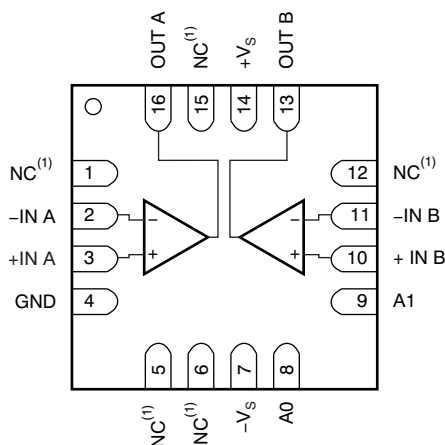 OUT A
NC(1)
+VS
OUT B
16
15
14
13
NC(1) 1
12 NC(1)
−IN A 2 −
− 11 −IN B
+IN A 3 +
+ 10 + IN B
GND 4
9 A1
5
6
7
8
NC(1)
NC(1)
−VS
A0